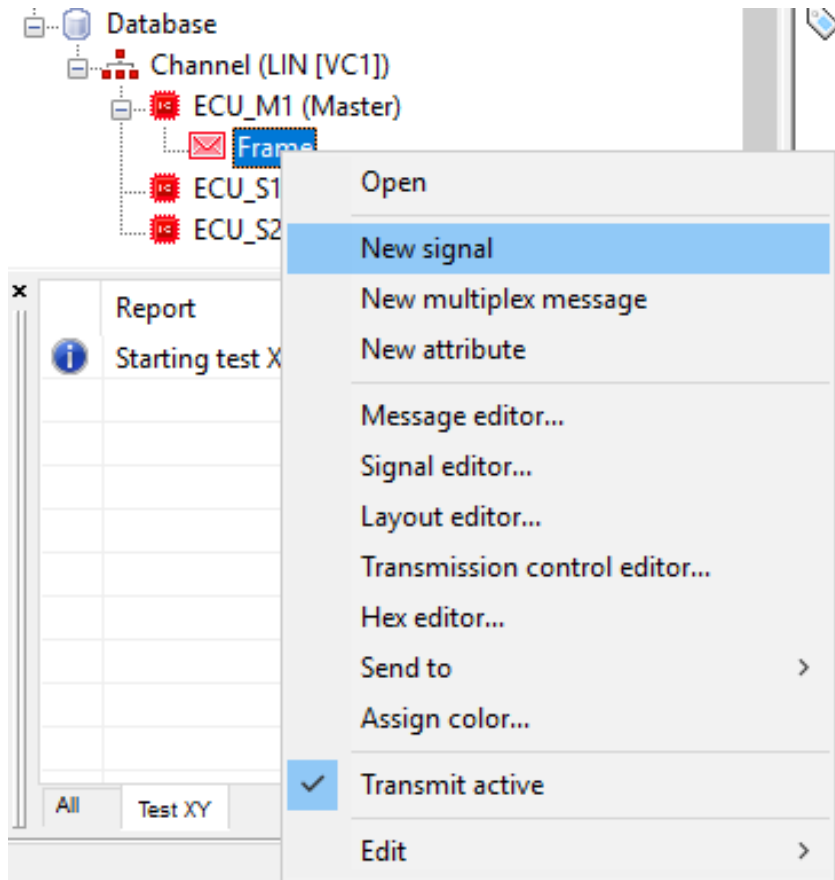 Database
Channel (LIN [VC1])
ECU_M1 (Master)
Frame
ECU_S1
ECU_S2
Report
Starting test X
All
Test XY
Open
New signal
New multiplex message
New attribute
Message editor...
Signal editor...
Layout editor...
Transmission control editor...
Hex editor...
Send to
Assign color...
Transmit active
Edit